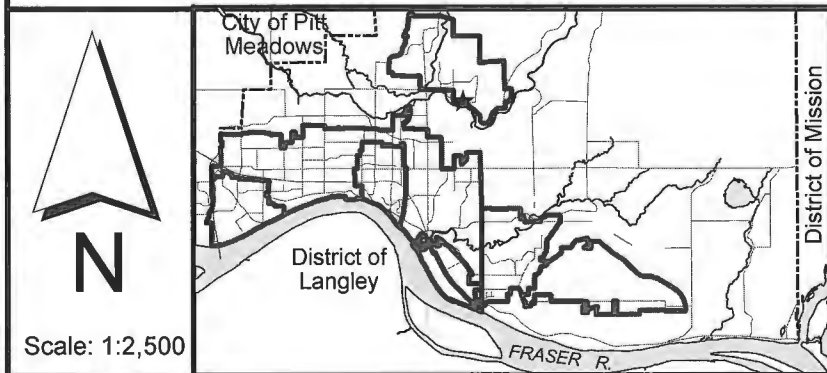 N
Scale: 1:2,500
City of Pitt
Meadows
District of
Langley
FRASER R.
District of Mission